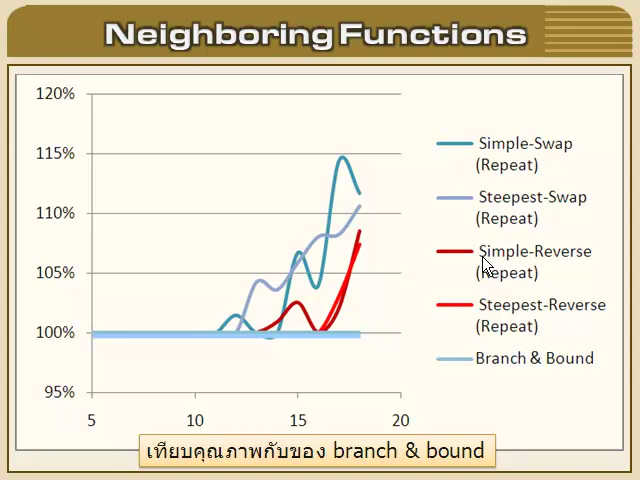 Neighboring Functions
120%
115%
110%
105%
100%
95%
5 10 15 20
Simple-Swap
(Repeat)
Steepest-Swap
(Repeat)
Simple-Reverse
(Repeat)
Steepest-Reverse
(Repeat)
Branch & Bound
เทียบคุณภาพกับของ branch & bound